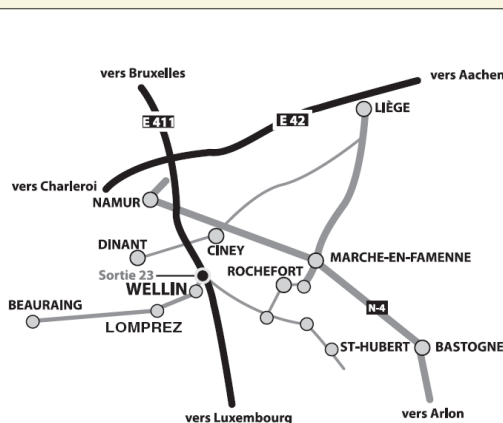 vers Bruxelles
vers Aachen
E 411
E 42
LIÈGE
vers Charleroi
NAMUR
DINANT
CINEY
MARCHE-EN-FAMENNE
Sortie 23
ROCHEFORT
WELLIN
BEAURAING
LOMPREZ
N-4
ST-HUBERT
BASTOGNE
vers Luxembourg
vers Arlon